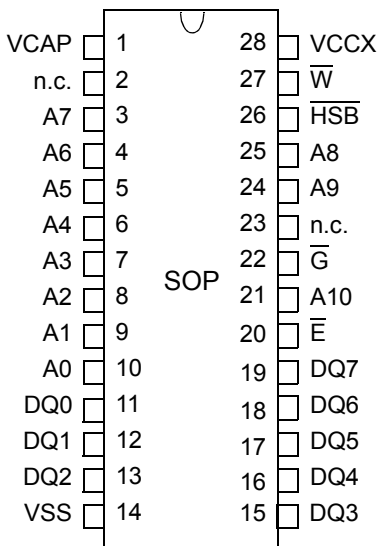 VCAP 1 28 VCCX
n.c. 2 27 W̅
A7 3 26 H̅S̅B̅
A6 4 25 A8
A5 5 24 A9
A4 6 23 n.c.
A3 7 22 G̅
A2 8 SOP 21 A10
A1 9 20 E̅
A0 10 19 DQ7
DQ0 11 18 DQ6
DQ1 12 17 DQ5
DQ2 13 16 DQ4
VSS 14 15 DQ3